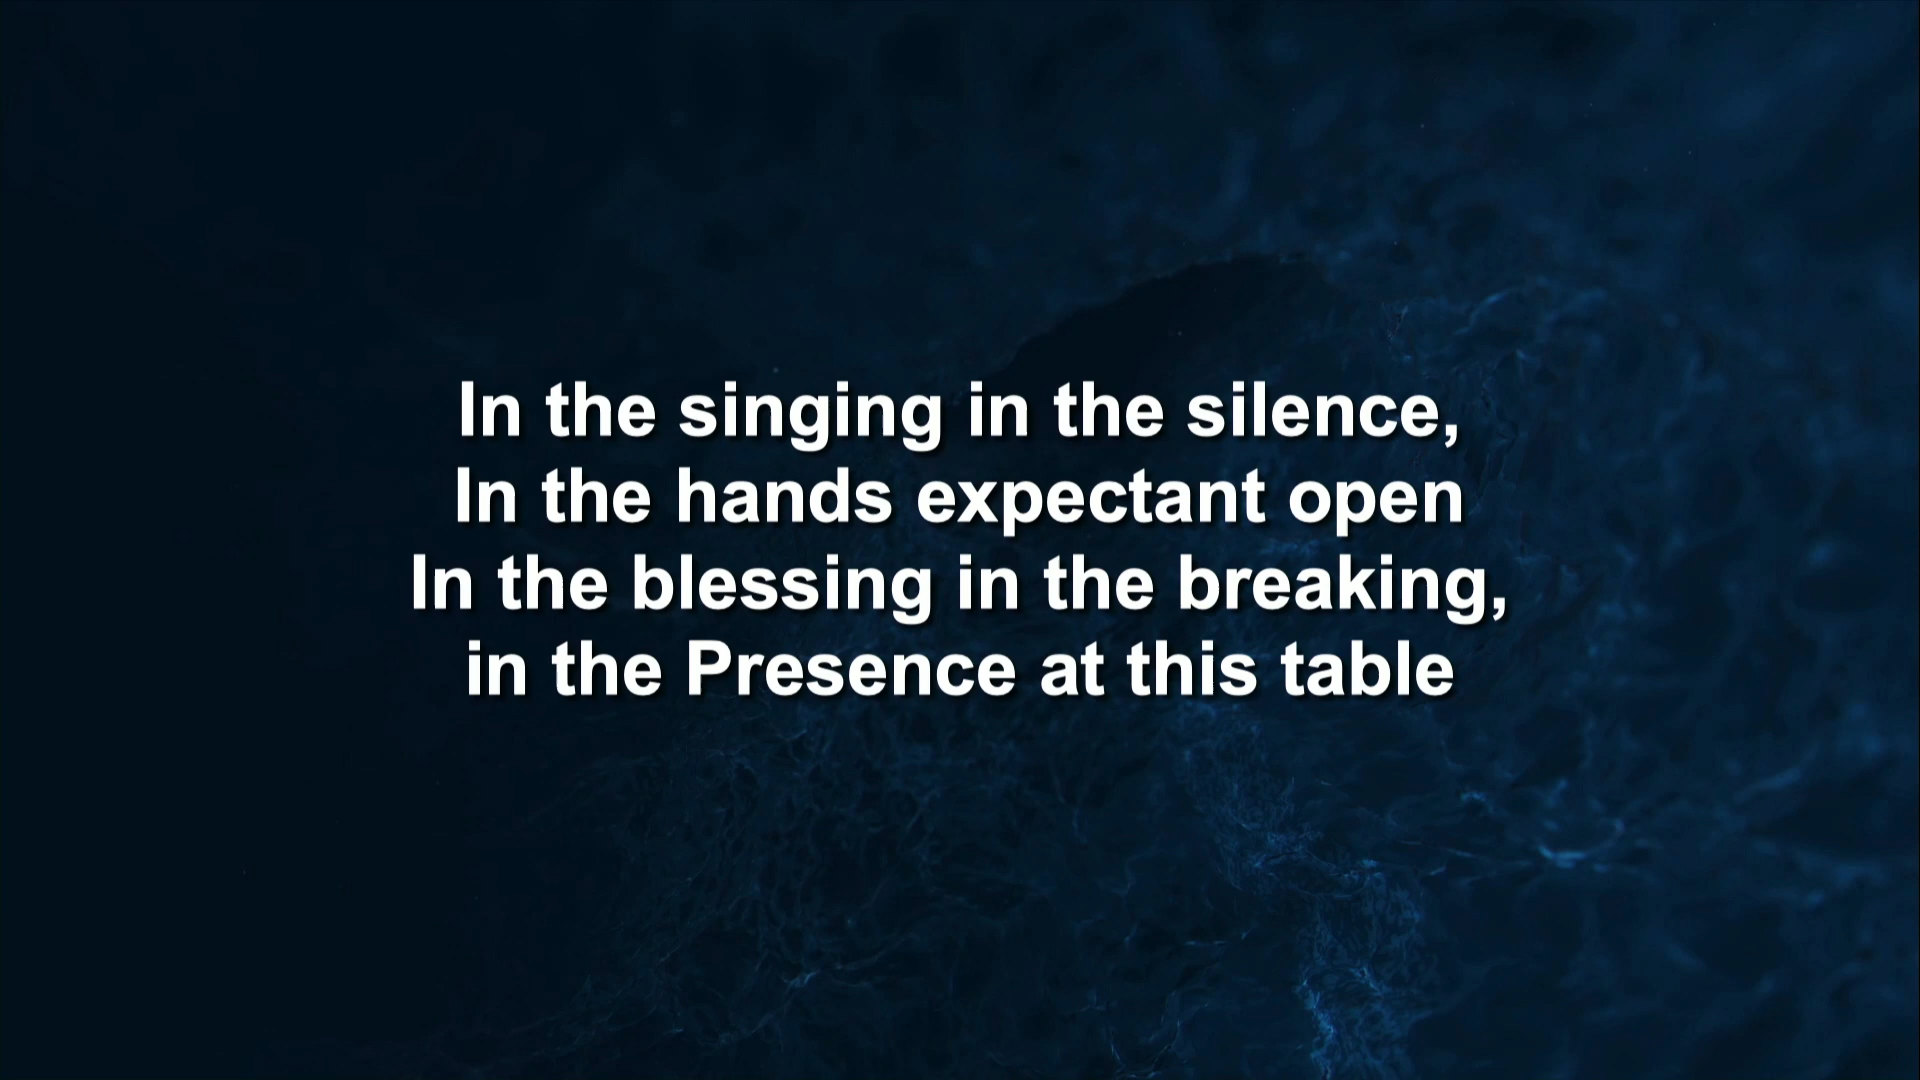 In the singing in the silence,
In the hands expectant open
In the blessing in the breaking,
in the Presence at this table